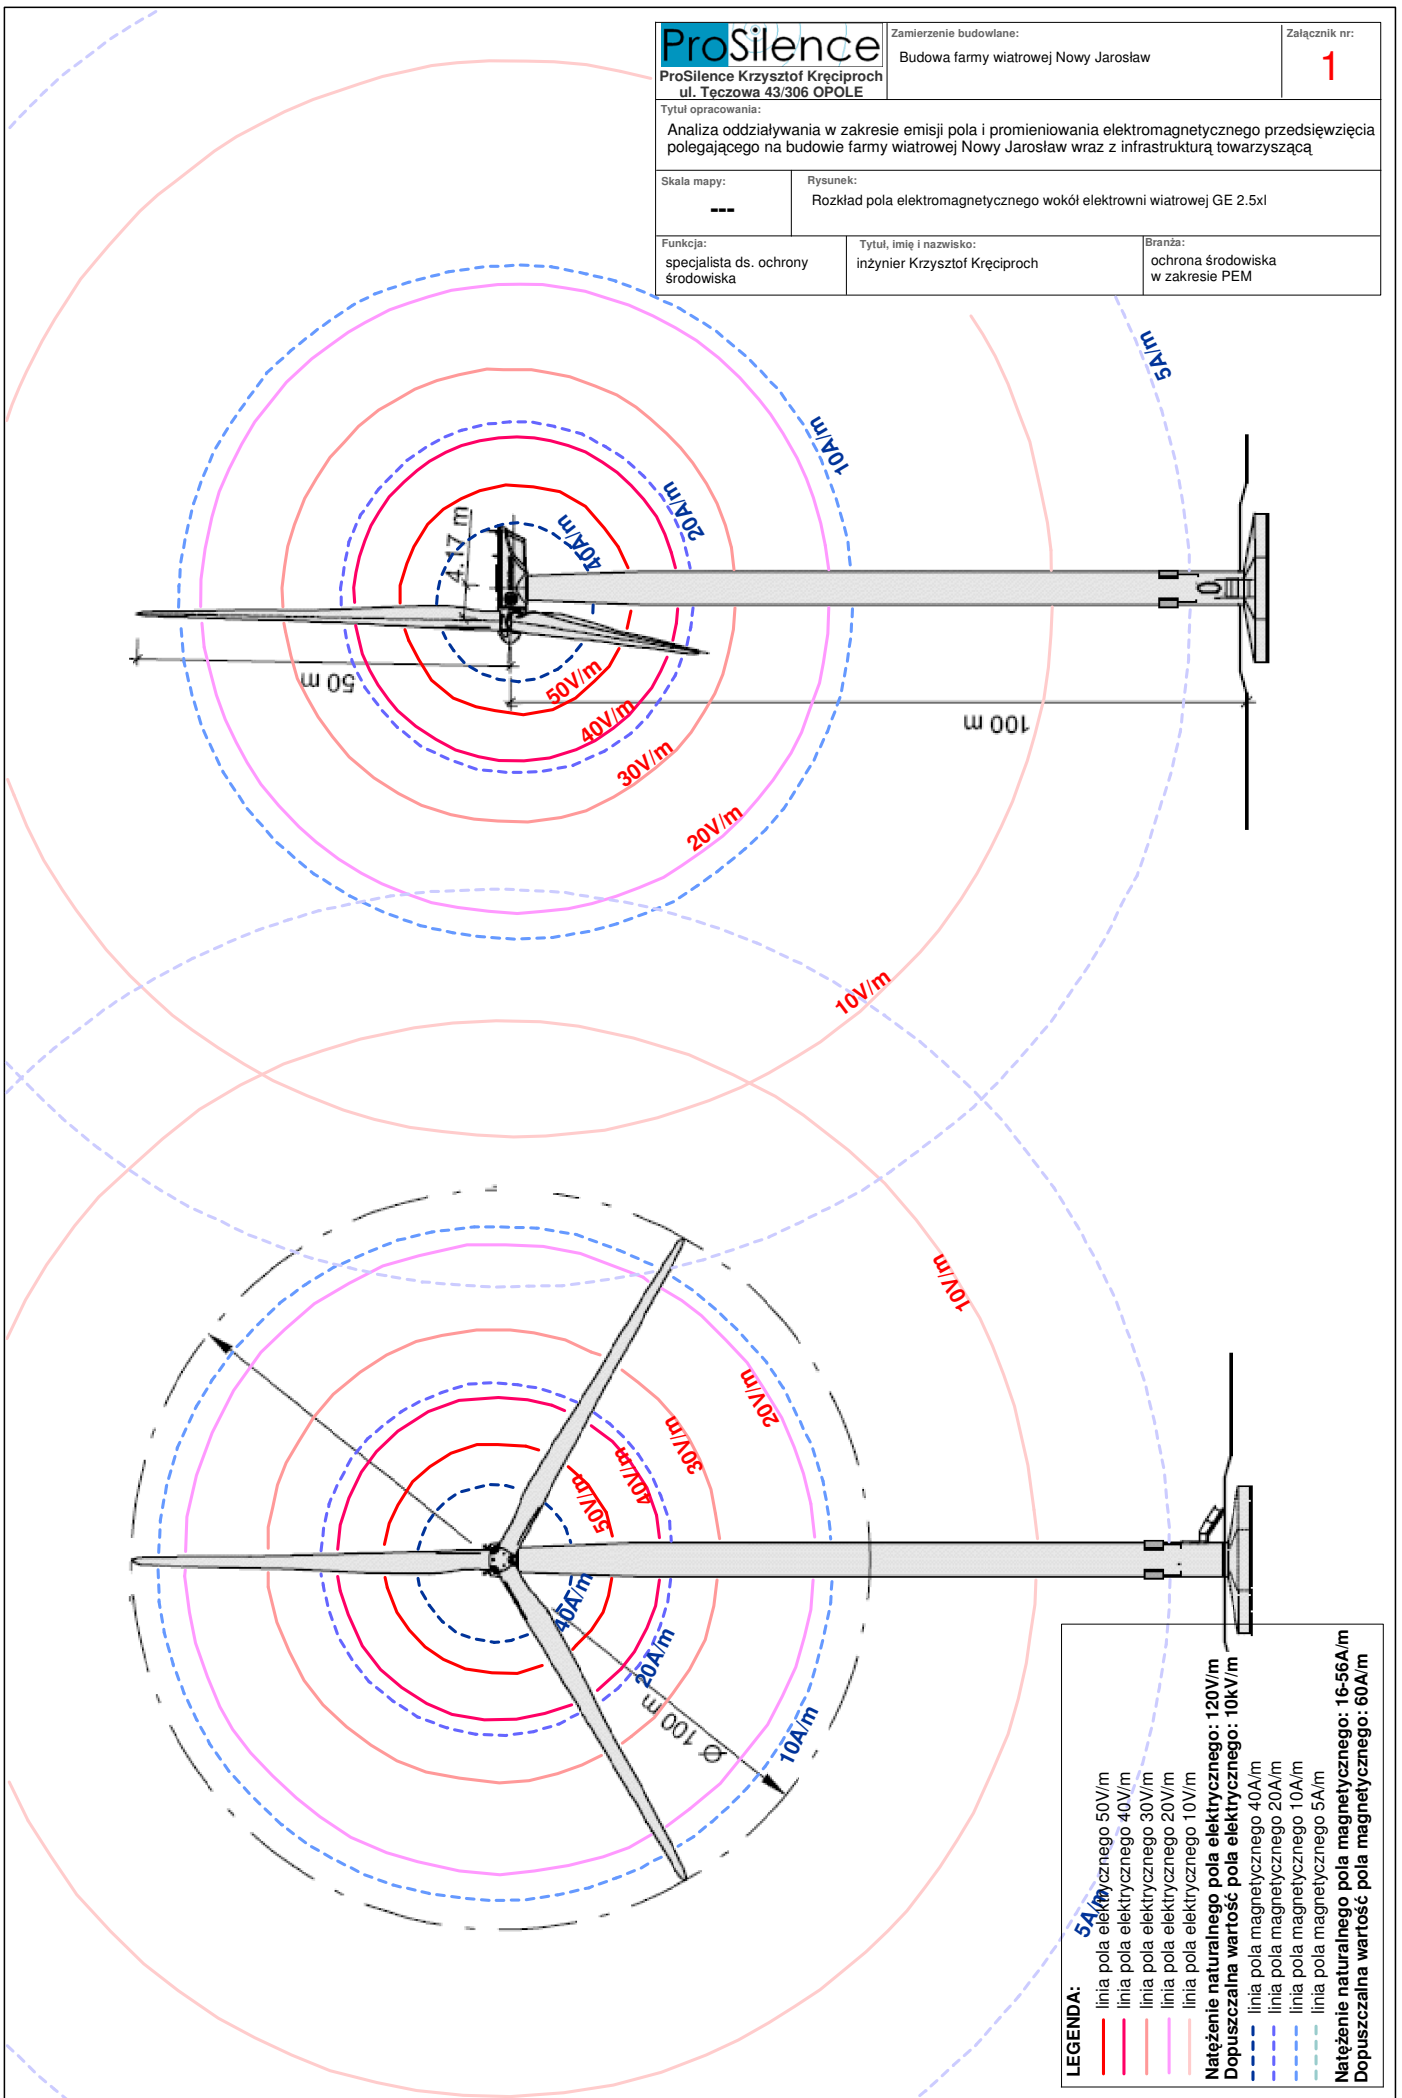 ProSilence
ProSilence Krzysztof Kręciproch
ul. Tęczowa 43/306 OPOLE
Zamierzenie budowlane:
Budowa farmy wiatrowej Nowy Jarosław
Załącznik nr:
1
Tytuł opracowania:
Analiza oddziaływania w zakresie emisji pola i promieniowania elektromagnetycznego przedsięwzięcia
polegającego na budowie farmy wiatrowej Nowy Jarosław wraz z infrastrukturą towarzyszącą
Skala mapy:
---
Rysunek:
Rozkład pola elektromagnetycznego wokół elektrowni wiatrowej GE 2.5xl
Funkcja:
specjalista ds. ochrony
środowiska
Tytuł, imię i nazwisko:
inżynier Krzysztof Kręciproch
Branża:
ochrona środowiska
w zakresie PEM
5A/m
10A/m
20A/m
40A/m
4.17 m
50 m
100 m
50V/m
40V/m
30V/m
20V/m
10V/m
10V/m
20V/m
30V/m
40V/m
50V/m
40A/m
20A/m
Ø 100 m
10A/m
5A/m
LEGENDA:
linia pola elektrycznego 50V/m
linia pola elektrycznego 40V/m
linia pola elektrycznego 30V/m
linia pola elektrycznego 20V/m
linia pola elektrycznego 10V/m
Natężenie naturalnego pola elektrycznego: 120V/m
Dopuszczalna wartość pola elektrycznego: 10kV/m
linia pola magnetycznego 40A/m
linia pola magnetycznego 20A/m
linia pola magnetycznego 10A/m
linia pola magnetycznego 5A/m
Natężenie naturalnego pola magnetycznego: 16-56A/m
Dopuszczalna wartość pola magnetycznego: 60A/m